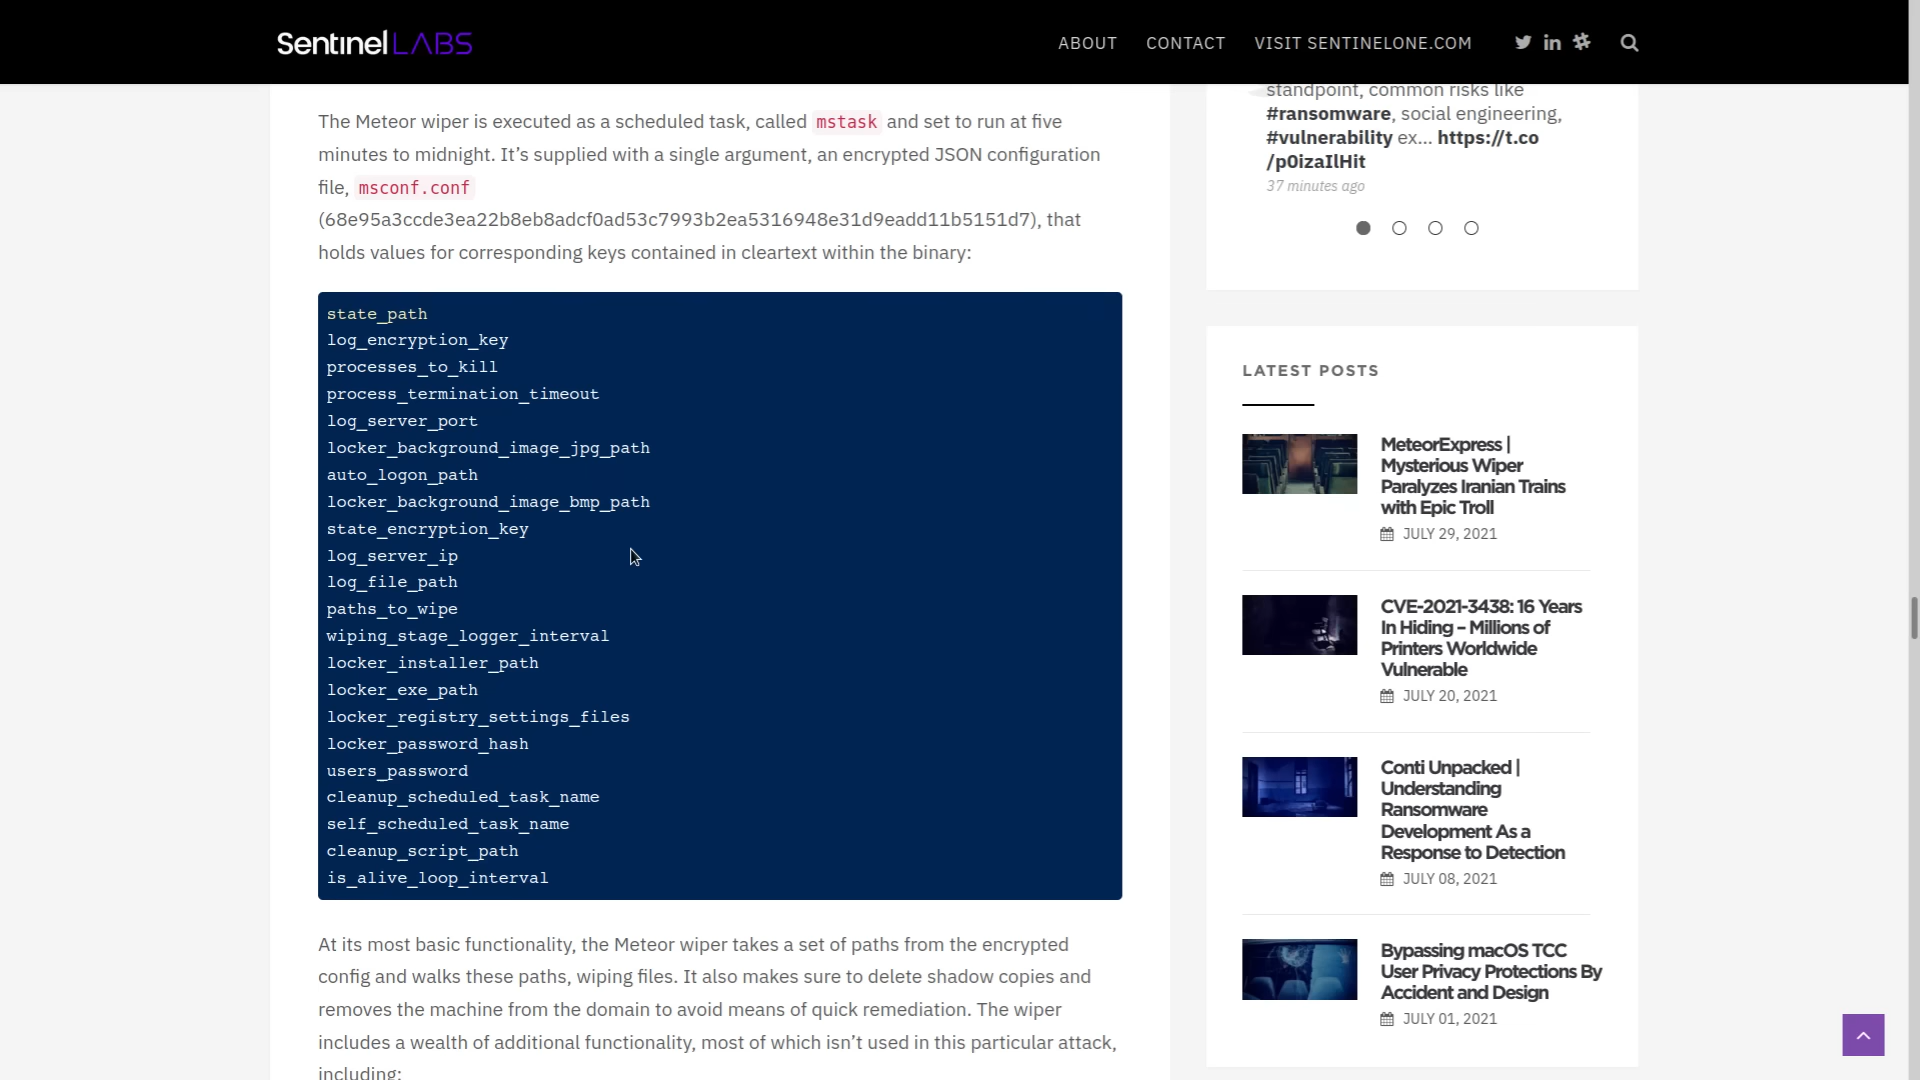 SentinelLABS
ABOUT
CONTACT
VISIT SENTINELONE.COM
The Meteor wiper is executed as a scheduled task, called mstask and set to run at five
minutes to midnight. It’s supplied with a single argument, an encrypted JSON configuration
file, msconf.conf
(68e95a3ccde3ea22b8eb8adcf0ad53c7993b2ea5316948e31d9eadd11b5151d7), that
holds values for corresponding keys contained in cleartext within the binary:
state_path
log_encryption_key
processes_to_kill
process_termination_timeout
log_server_port
locker_background_image_jpg_path
auto_logon_path
locker_background_image_bmp_path
state_encryption_key
log_server_ip
log_file_path
paths_to_wipe
wiping_stage_logger_interval
locker_installer_path
locker_exe_path
locker_registry_settings_files
locker_password_hash
users_password
cleanup_scheduled_task_name
self_scheduled_task_name
cleanup_script_path
is_alive_loop_interval
At its most basic functionality, the Meteor wiper takes a set of paths from the encrypted
config and walks these paths, wiping files. It also makes sure to delete shadow copies and
removes the machine from the domain to avoid means of quick remediation. The wiper
includes a wealth of additional functionality, most of which isn’t used in this particular attack,
including:
standpoint, common risks like
#ransomware, social engineering,
#vulnerability ex... https://t.co
/p0izaIlHit
37 minutes ago
LATEST POSTS
MeteorExpress |
Mysterious Wiper
Paralyzes Iranian Trains
with Epic Troll
JULY 29, 2021
CVE-2021-3438: 16 Years
In Hiding – Millions of
Printers Worldwide
Vulnerable
JULY 20, 2021
Conti Unpacked |
Understanding
Ransomware
Development As a
Response to Detection
JULY 08, 2021
Bypassing macOS TCC
User Privacy Protections By
Accident and Design
JULY 01, 2021